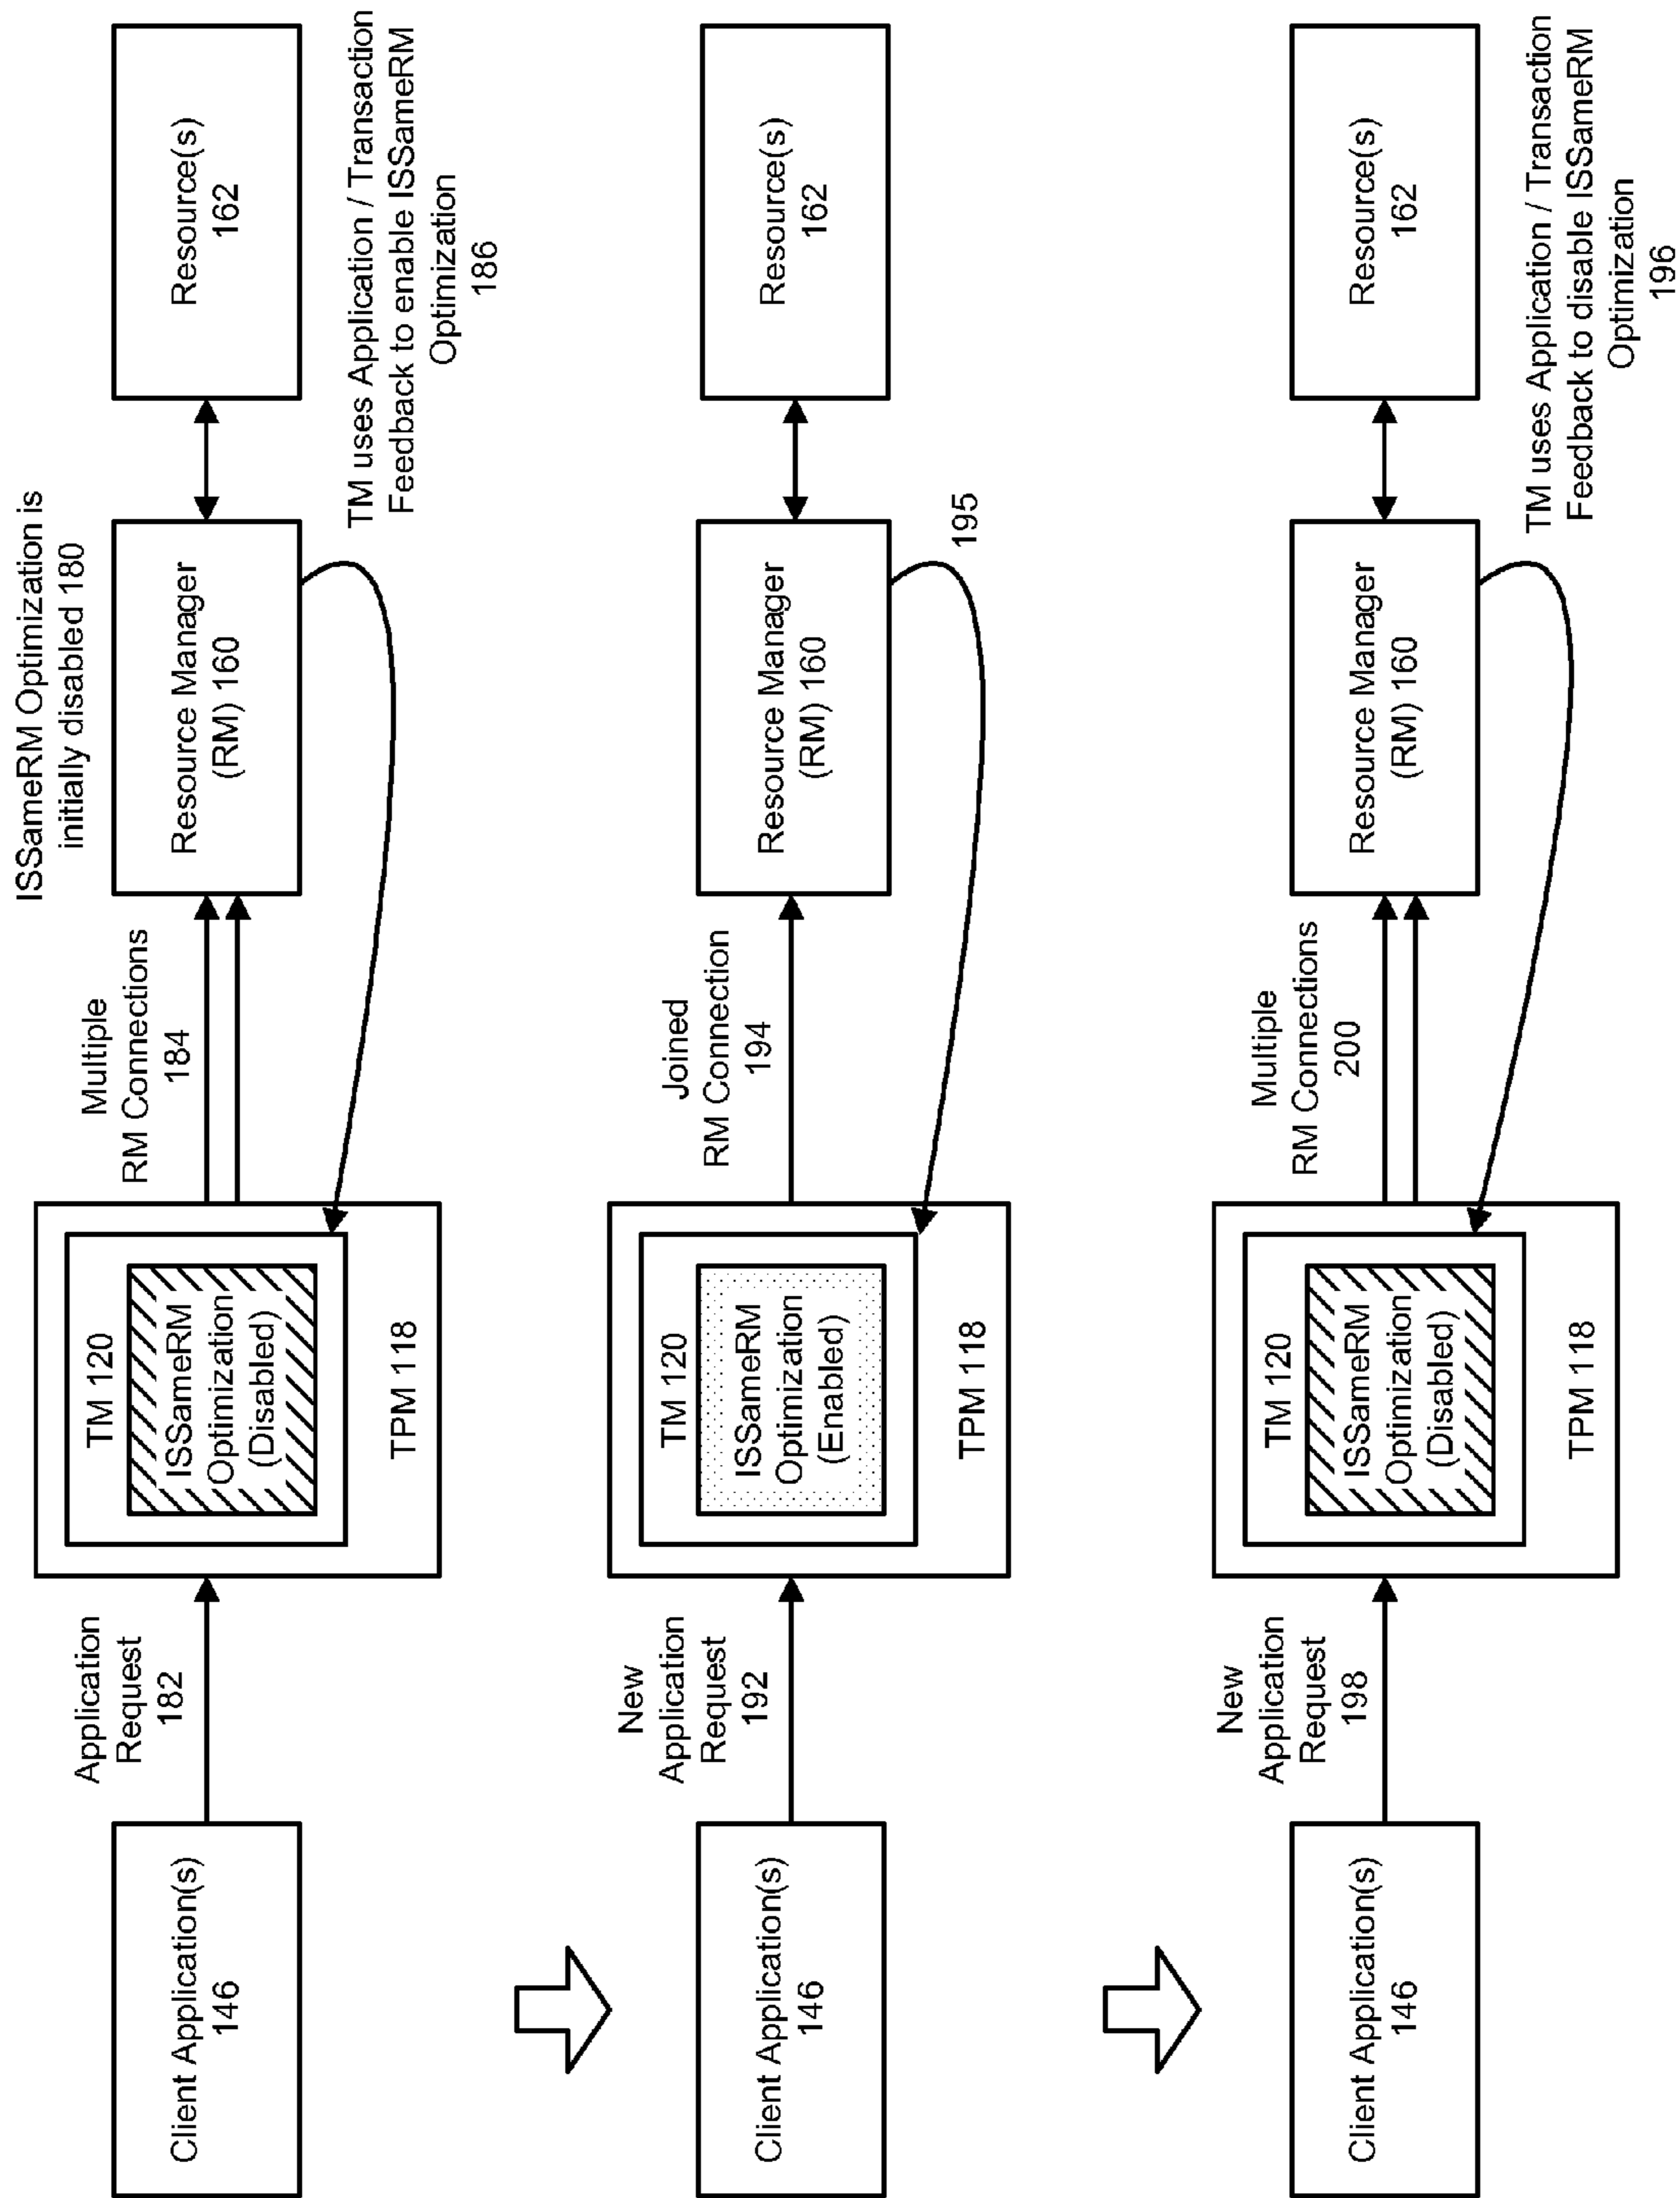 ISSameRM Optimization is
initially disabled 180
Client Application(s)
146
Application
Request
182
TM 120
ISSameRM
Optimization
(Disabled)
TPM 118
Multiple
RM Connections
184
Resource Manager
(RM) 160
Resource(s)
162
TM uses Application / Transaction
Feedback to enable ISSameRM
Optimization
186
Client Application(s)
146
New
Application
Request
192
TM 120
ISSameRM
Optimization
(Enabled)
TPM 118
Joined
RM Connection
194
Resource Manager
(RM) 160
195
Resource(s)
162
Client Application(s)
146
New
Application
Request
198
TM 120
ISSameRM
Optimization
(Disabled)
TPM 118
Multiple
RM Connections
200
Resource Manager
(RM) 160
Resource(s)
162
TM uses Application / Transaction
Feedback to disable ISSameRM
Optimization
196